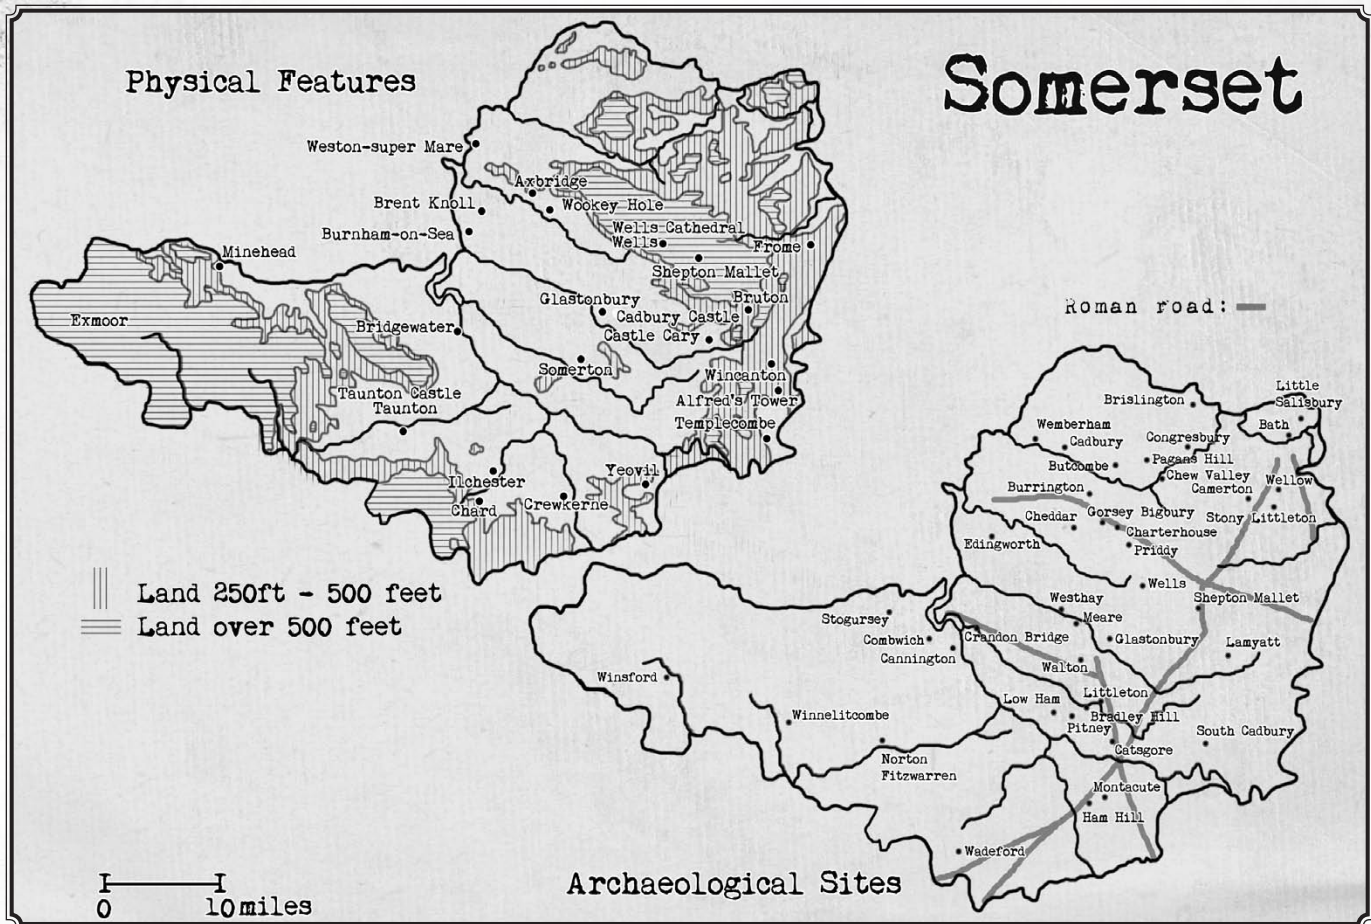 Somerset
Physical Features
Weston-super Mare
Axbridge
Brent Knoll
Wookey Hole
Burnham-on-Sea
Wells Cathedral
Wells
Frome
Minehead
Shepton Mallet
Glastonbury
Bruton
Exmoor
Cadbury Castle
Bridgewater
Castle Cary
Somerton
Wincanton
Taunton Castle
Taunton
Alfred's Tower
Templecombe
Yeovil
Ilchester
Chard
Crewkerne
Land 250ft - 500 feet
Land over 500 feet
0
10 miles
Roman road:
Archaeological Sites
Little
Salisbury
Brislington
Bath
Wemberham
Cadbury
Congresbury
Butcombe
Pagans Hill
Chew Valley
Camerton
Wellow
Burrington
Cheddar
Gorsey Bigbury
Stony Littleton
Charterhouse
Edingworth
Priddy
Wells
Westhay
Shepton Mallet
Stogursey
Meare
Combwich
Crandon Bridge
Glastonbury
Lamyatt
Cannington
Walton
Winsford
Littleton
Low Ham
Bradley Hill
Pitney
Winnelitcombe
South Cadbury
Catsgore
Norton
Fitzwarren
Montacute
Ham Hill
Wadeford